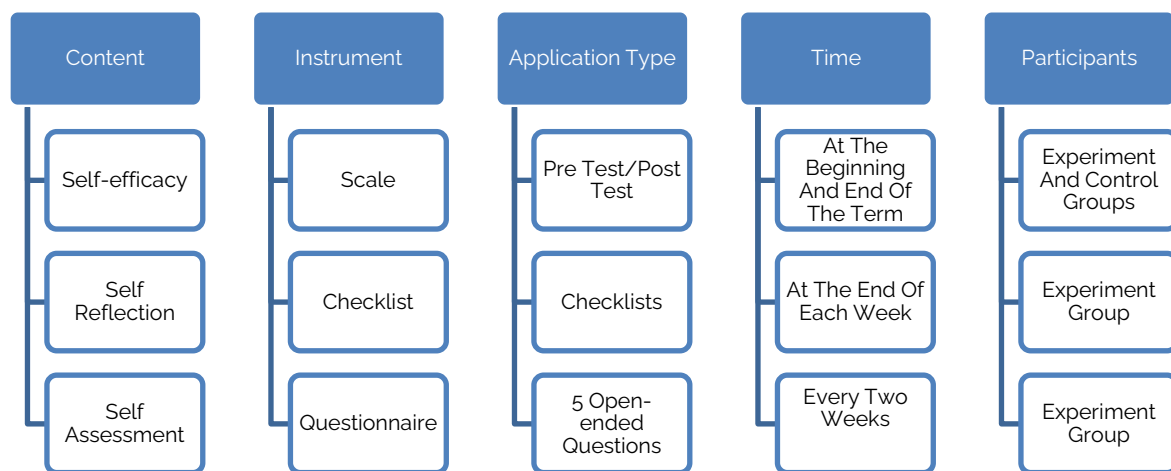 Content
Self-efficacy
Self
Reflection
Self
Assessment
Instrument
Scale
Checklist
Questionnaire
Application Type
Pre Test/Post
Test
Checklists
5 Open-
ended
Questions
Time
At The
Beginning
And End Of
The Term
At The End Of
Each Week
Every Two
Weeks
Participants
Experiment
And Control
Groups
Experiment
Group
Experiment
Group